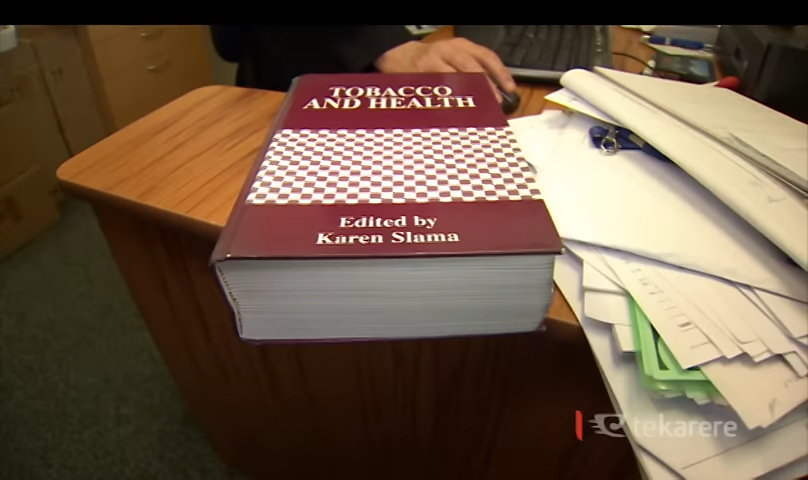 TOBACCO
AND HEALTH
Edited by
Karen Slama
tekarere